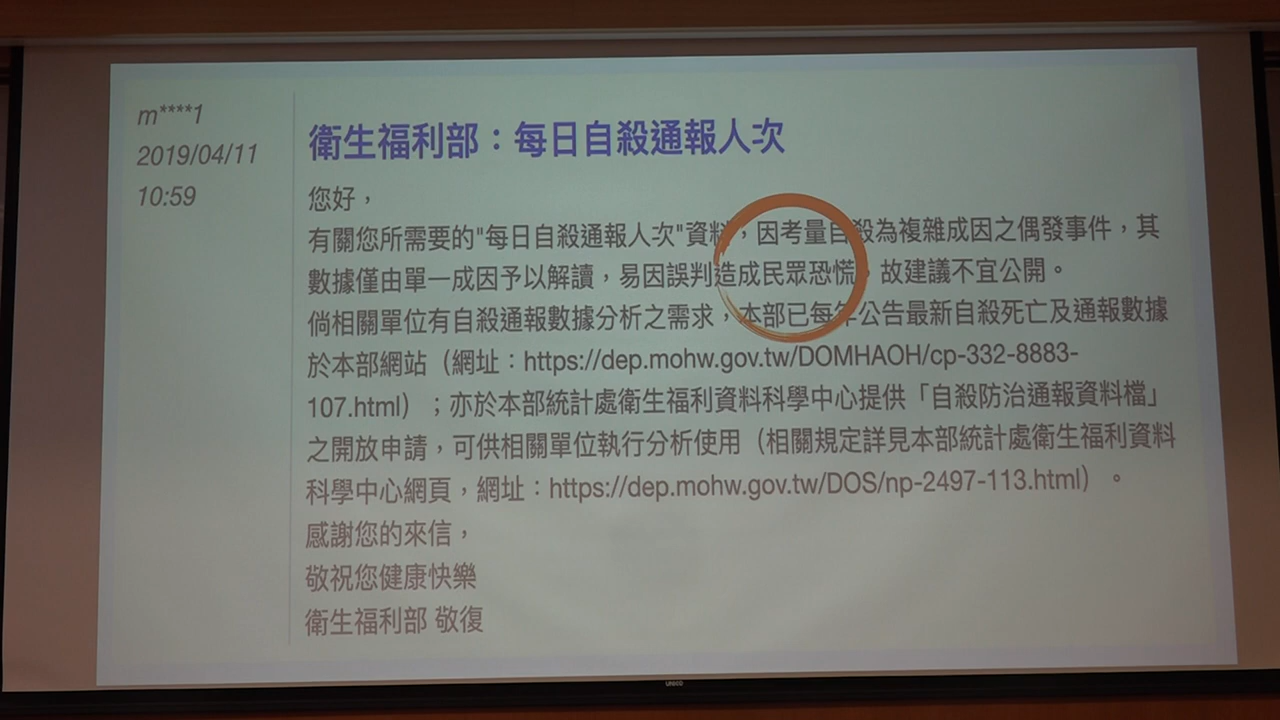 m****1
2019/04/11
10:59
衛生福利部：每日自殺通報人次
您好，
有關您所需要的"每日自殺通報人次"資料，因考量自殺為複雜成因之偶發事件，其
數據僅由單一成因予以解讀，易因誤判造成民眾恐慌，故建議不宜公開。
倘相關單位有自殺通報數據分析之需求，本部已每年公告最新自殺死亡及通報數據
於本部網站（網址：https://dep.mohw.gov.tw/DOMHAOH/cp-332-8883-
107.html）；亦於本部統計處衛生福利資料科學中心提供「自殺防治通報資料檔」
之開放申請，可供相關單位執行分析使用（相關規定詳見本部統計處衛生福利資料
科學中心網頁，網址：https://dep.mohw.gov.tw/DOS/np-2497-113.html）。
感謝您的來信，
敬祝您健康快樂
衛生福利部 敬復
UNICO